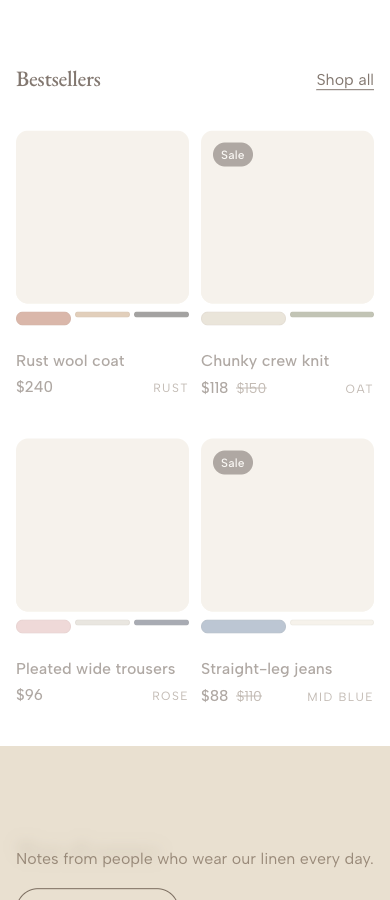 Bestsellers
Shop all
Sale
Rust wool coat
$240
RUST
Chunky crew knit
$118 $150
OAT
Sale
Pleated wide trousers
$96
ROSE
Straight-leg jeans
$88 $110
MID BLUE
Notes from people who wear our linen every day.